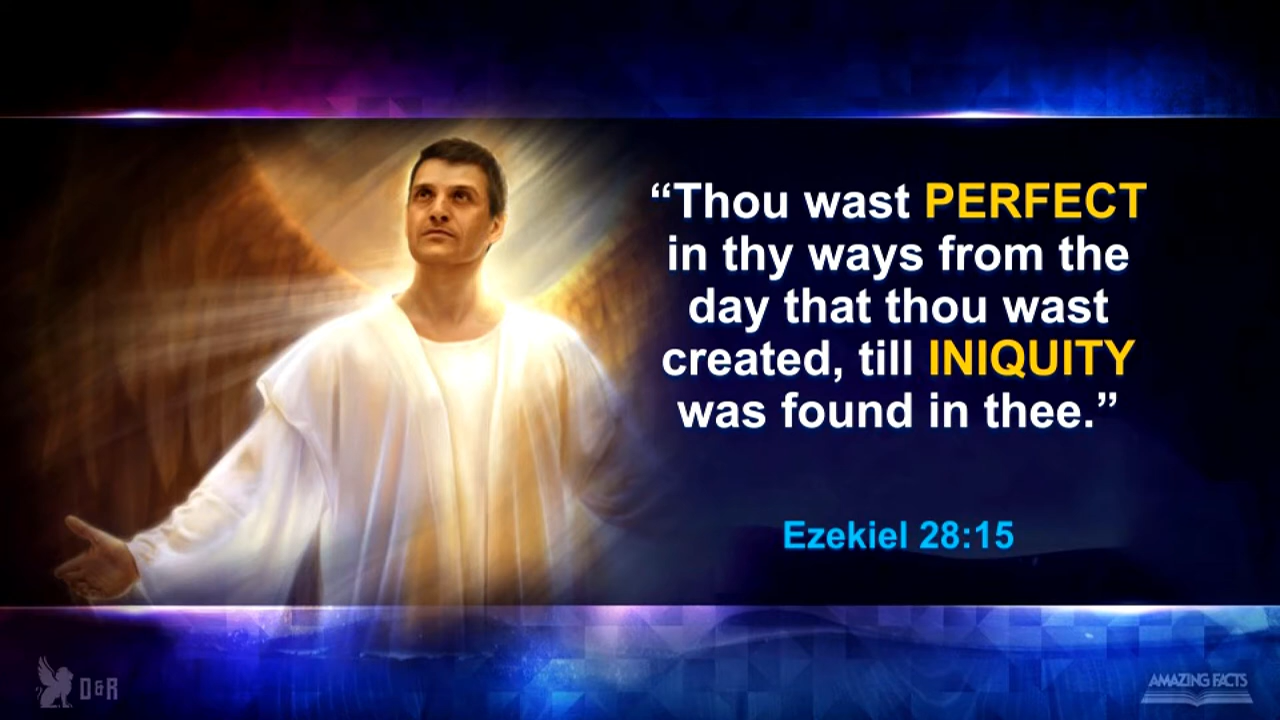 “Thou wast PERFECT
in thy ways from the
day that thou wast
created, till INIQUITY
was found in thee.”
Ezekiel 28:15
D&R
AMAZING FACTS